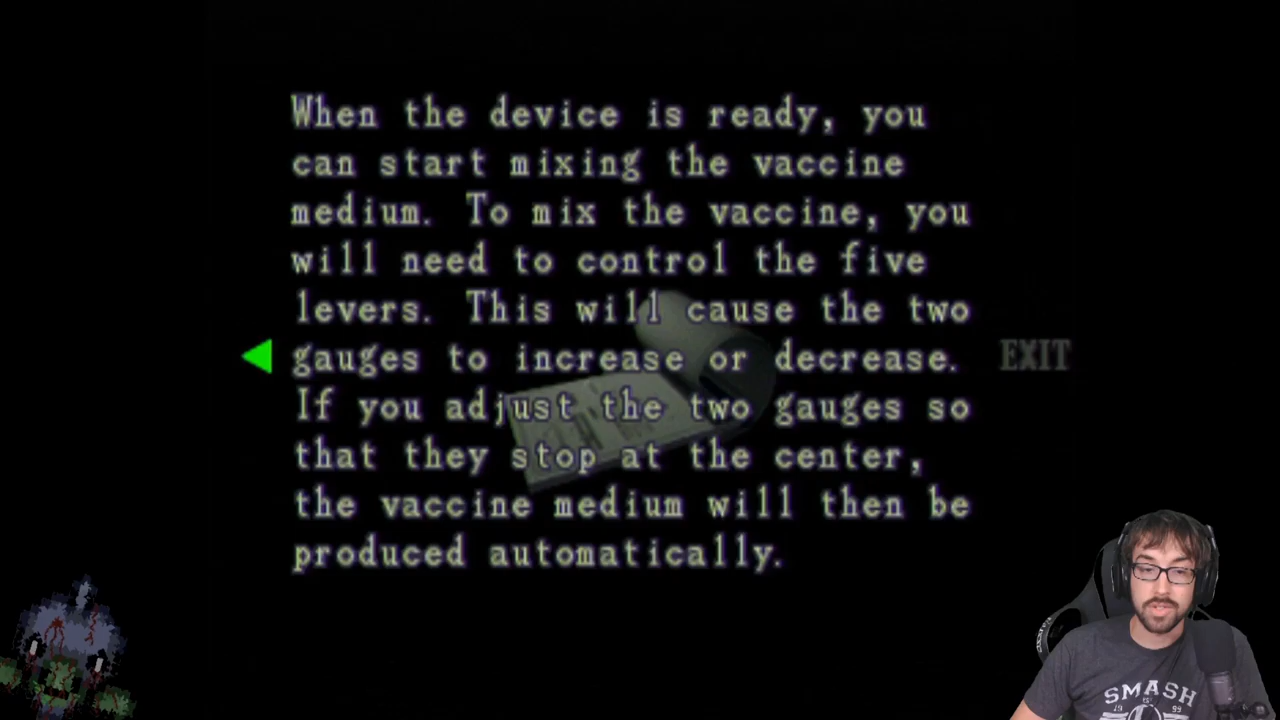 When the device is ready, you
can start mixing the vaccine
medium. To mix the vaccine, you
will need to control the five
levers. This will cause the two
gauges to increase or decrease.
If you adjust the two gauges so
that they stop at the center,
the vaccine medium will then be
produced automatically.
EXIT
SMASH
19 99